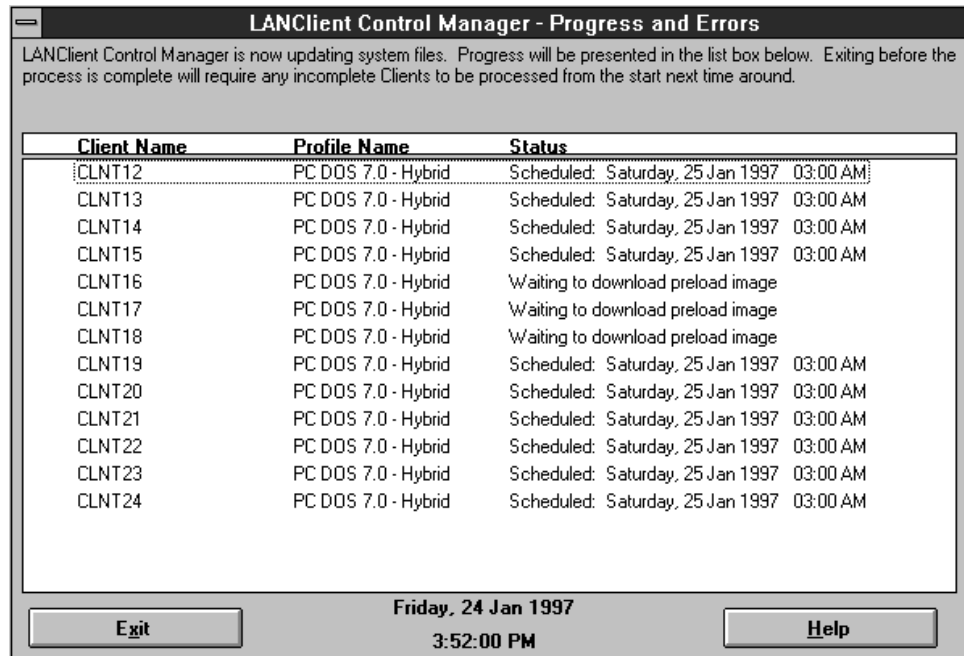 LANClient Control Manager - Progress and Errors
LANClient Control Manager is now updating system files.  Progress will be presented in the list box below.  Exiting before the
process is complete will require any incomplete Clients to be processed from the start next time around.
Client Name Profile Name Status
CLNT12 PC DOS 7.0 - Hybrid Scheduled:  Saturday, 25 Jan 1997   03:00 AM
CLNT13 PC DOS 7.0 - Hybrid Scheduled:  Saturday, 25 Jan 1997   03:00 AM
CLNT14 PC DOS 7.0 - Hybrid Scheduled:  Saturday, 25 Jan 1997   03:00 AM
CLNT15 PC DOS 7.0 - Hybrid Scheduled:  Saturday, 25 Jan 1997   03:00 AM
CLNT16 PC DOS 7.0 - Hybrid Waiting to download preload image
CLNT17 PC DOS 7.0 - Hybrid Waiting to download preload image
CLNT18 PC DOS 7.0 - Hybrid Waiting to download preload image
CLNT19 PC DOS 7.0 - Hybrid Scheduled:  Saturday, 25 Jan 1997   03:00 AM
CLNT20 PC DOS 7.0 - Hybrid Scheduled:  Saturday, 25 Jan 1997   03:00 AM
CLNT21 PC DOS 7.0 - Hybrid Scheduled:  Saturday, 25 Jan 1997   03:00 AM
CLNT22 PC DOS 7.0 - Hybrid Scheduled:  Saturday, 25 Jan 1997   03:00 AM
CLNT23 PC DOS 7.0 - Hybrid Scheduled:  Saturday, 25 Jan 1997   03:00 AM
CLNT24 PC DOS 7.0 - Hybrid Scheduled:  Saturday, 25 Jan 1997   03:00 AM
Exit
Friday, 24 Jan 1997
3:52:00 PM
Help